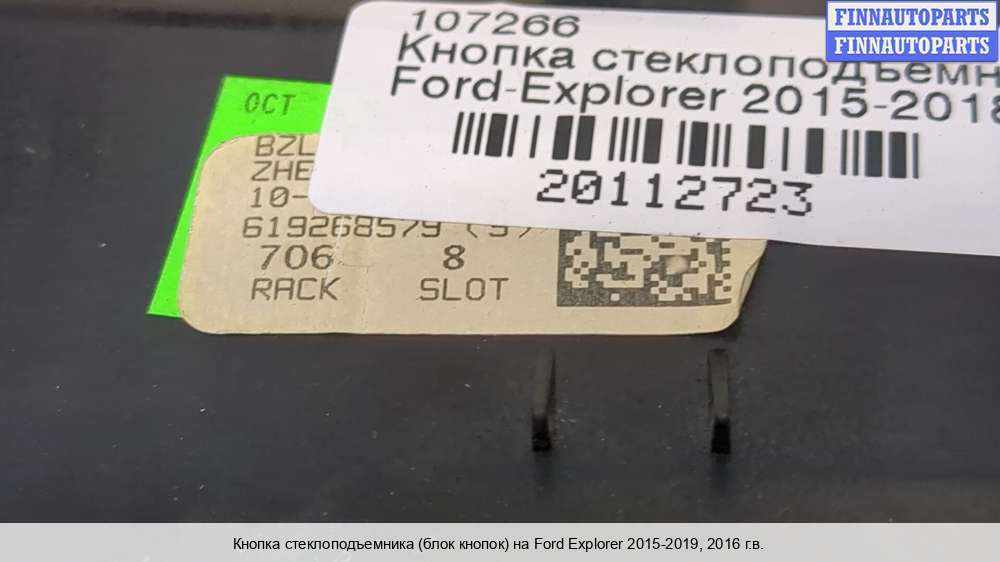 FINNAUTOPARTS
FINNAUTOPARTS
107266
Кнопка стеклоподъемн
Ford-Explorer 2015-2018
20112723
OCT
BZL
ZHE
10-
619268579 (5)
706 8
RACK SLOT
Кнопка стеклоподъемника (блок кнопок) на Ford Explorer 2015-2019, 2016 г.в.